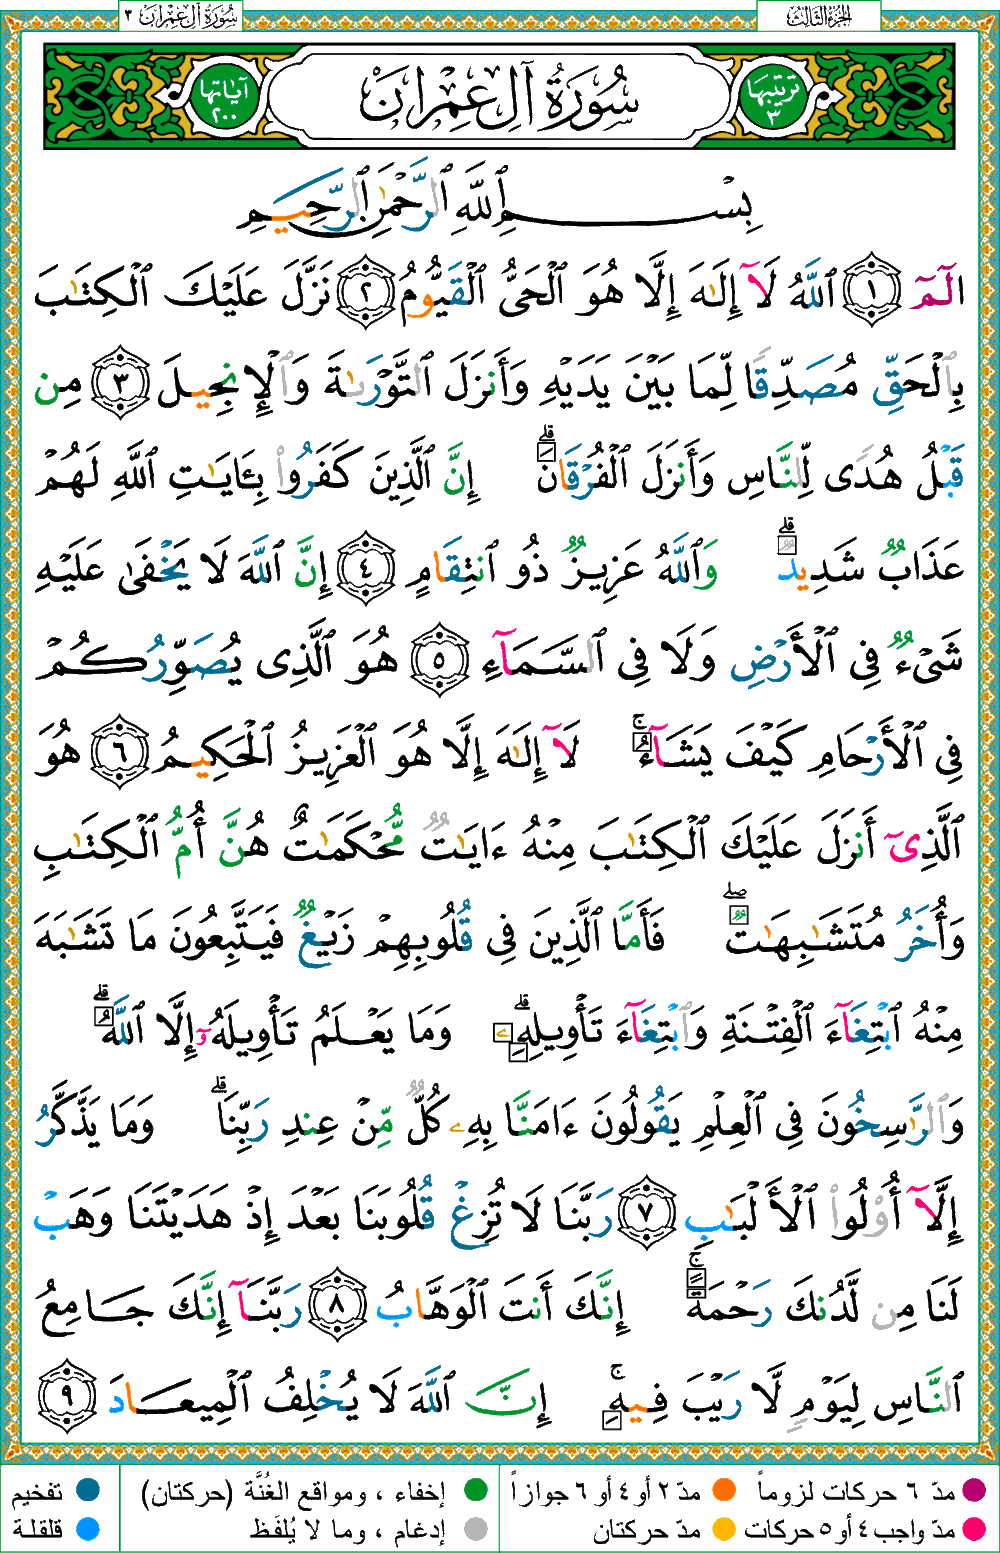 الجزء الثالث
سُورَةُ آلِ عِمْرَان ٣
ترتيبها ٣
سُورَةُ آلِ عِمْرَانَ
آياتها ٢٠٠
بِسْمِ ٱللَّهِ ٱلرَّحْمَٰنِ ٱلرَّحِيمِ
الٓمٓ ١ ٱللَّهُ لَآ إِلَٰهَ إِلَّا هُوَ ٱلْحَىُّ ٱلْقَيُّومُ ٢ نَزَّلَ عَلَيْكَ ٱلْكِتَٰبَ
بِٱلْحَقِّ مُصَدِّقًا لِّمَا بَيْنَ يَدَيْهِ وَأَنزَلَ ٱلتَّوْرَىٰةَ وَٱلْإِنجِيلَ ٣ مِن
قَبْلُ هُدًى لِّلنَّاسِ وَأَنزَلَ ٱلْفُرْقَانَ ۗ إِنَّ ٱلَّذِينَ كَفَرُوا۟ بِـَٔايَٰتِ ٱللَّهِ لَهُمْ
عَذَابٌ شَدِيدٌ ۗ وَٱللَّهُ عَزِيزٌ ذُو ٱنتِقَامٍ ٤ إِنَّ ٱللَّهَ لَا يَخْفَىٰ عَلَيْهِ
شَىْءٌ فِى ٱلْأَرْضِ وَلَا فِى ٱلسَّمَآءِ ٥ هُوَ ٱلَّذِى يُصَوِّرُكُمْ
فِى ٱلْأَرْحَامِ كَيْفَ يَشَآءُ ۚ لَآ إِلَٰهَ إِلَّا هُوَ ٱلْعَزِيزُ ٱلْحَكِيمُ ٦ هُوَ
ٱلَّذِىٓ أَنزَلَ عَلَيْكَ ٱلْكِتَٰبَ مِنْهُ ءَايَٰتٌ مُّحْكَمَٰتٌ هُنَّ أُمُّ ٱلْكِتَٰبِ
وَأُخَرُ مُتَشَٰبِهَٰتٌ ۖ فَأَمَّا ٱلَّذِينَ فِى قُلُوبِهِمْ زَيْغٌ فَيَتَّبِعُونَ مَا تَشَٰبَهَ
مِنْهُ ٱبْتِغَآءَ ٱلْفِتْنَةِ وَٱبْتِغَآءَ تَأْوِيلِهِۦ ۗ وَمَا يَعْلَمُ تَأْوِيلَهُۥٓ إِلَّا ٱللَّهُ ۗ
وَٱلرَّٰسِخُونَ فِى ٱلْعِلْمِ يَقُولُونَ ءَامَنَّا بِهِۦ كُلٌّ مِّنْ عِندِ رَبِّنَا ۗ وَمَا يَذَّكَّرُ
إِلَّآ أُو۟لُوا۟ ٱلْأَلْبَٰبِ ٧ رَبَّنَا لَا تُزِغْ قُلُوبَنَا بَعْدَ إِذْ هَدَيْتَنَا وَهَبْ
لَنَا مِن لَّدُنكَ رَحْمَةً ۚ إِنَّكَ أَنتَ ٱلْوَهَّابُ ٨ رَبَّنَآ إِنَّكَ جَامِعُ
ٱلنَّاسِ لِيَوْمٍ لَّا رَيْبَ فِيهِ ۚ إِنَّ ٱللَّهَ لَا يُخْلِفُ ٱلْمِيعَادَ ٩
مدّ ٦ حركات لزوماً
مدّ ٢ أو ٤ أو ٦ جوازاً
إخفاء ، ومواقع الغُنَّة (حركتان)
تفخيم
مدّ واجب ٤ أو ٥ حركات
مدّ حركتان
إدغام ، وما لا يُلفَظ
قلقلة